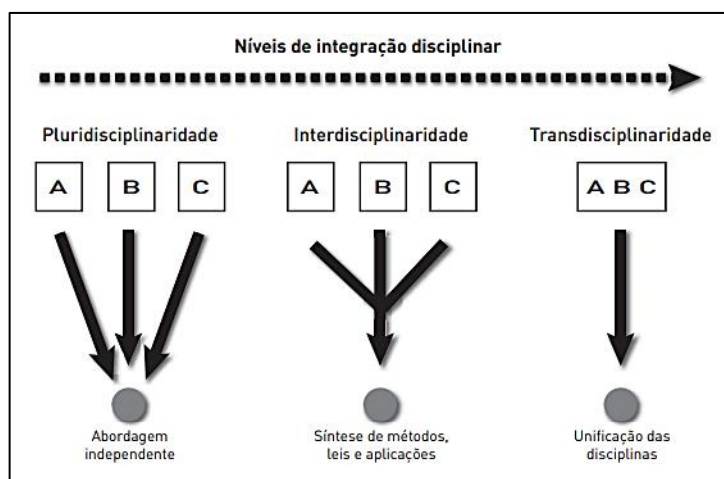 Níveis de integração disciplinar
Pluridisciplinaridade Interdisciplinaridade Transdisciplinaridade
A B C A B C A B C
Abordagem
independente
Síntese de métodos,
leis e aplicações
Unificação das
disciplinas